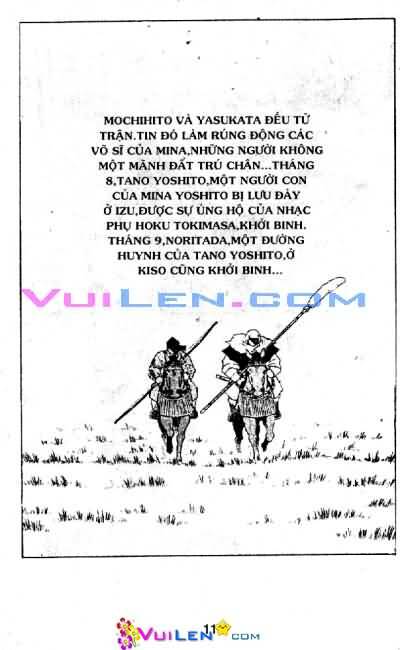 MOCHIHITO VÀ YASUKATA ĐỀU TỬ
TRẬN.TIN ĐÓ LÀM RÚNG ĐỘNG CÁC
VÕ SĨ CỦA MINA,NHỮNG NGƯỜI KHÔNG
MỘT MÃNH ĐẤT TRÚ CHÂN...THÁNG
8,TANO YOSHITO,MỘT NGƯỜI CON
CỦA MINA YOSHITO BỊ LƯU ĐÀY
Ở IZU,ĐƯỢC SỰ ỦNG HỘ CỦA NHẠC
PHỤ HOKU TOKIMASA,KHỞI BINH.
THÁNG 9,NORITADA,MỘT ĐƯỜNG
HUYNH CỦA TANO YOSHITO,Ở
KISO CŨNG KHỞI BINH...
VUILEN.COM
11
VUILEN.COM